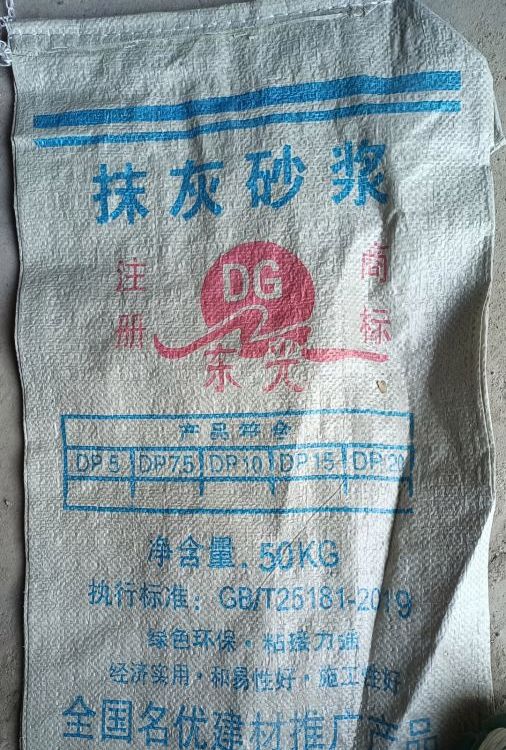 抹灰砂浆
注册
DG
商标
东光
产品种色
DP5 DP7.5 DP10 DP15 DP20
净含量.50KG
执行标准：GB/T25181-2019
绿色环保·粘接力强
经济实用·和易性好·施工性好
全国名优建材推广产品